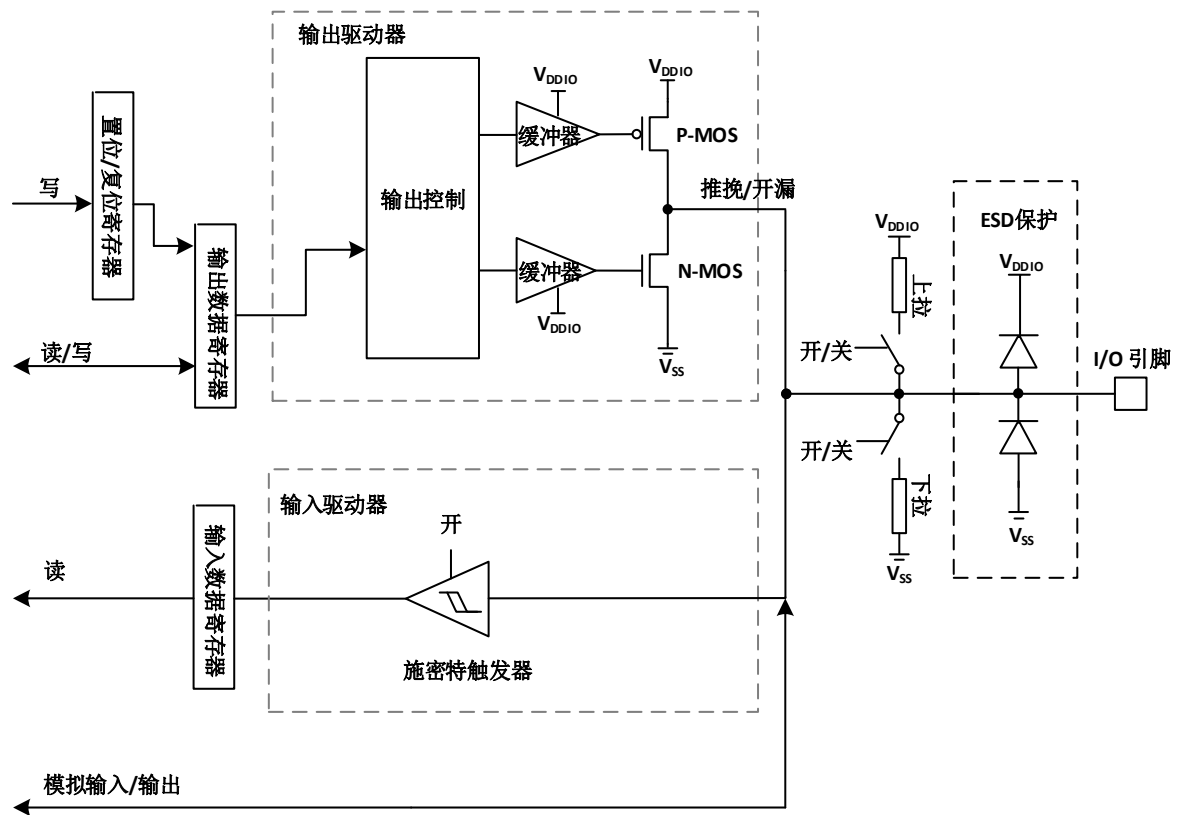 输出驱动器
VDDIO
VDDIO
缓冲器
P-MOS
置位/复位寄存器
写
输出控制
推挽/开漏
ESD保护
VDDIO
VDDIO
输出数据寄存器
缓冲器
N-MOS
上拉
VDDIO
读/写
VSS
开/关
I/O 引脚
开/关
输入驱动器
下拉
开
VSS
VSS
读
输入数据寄存器
施密特触发器
模拟输入/输出